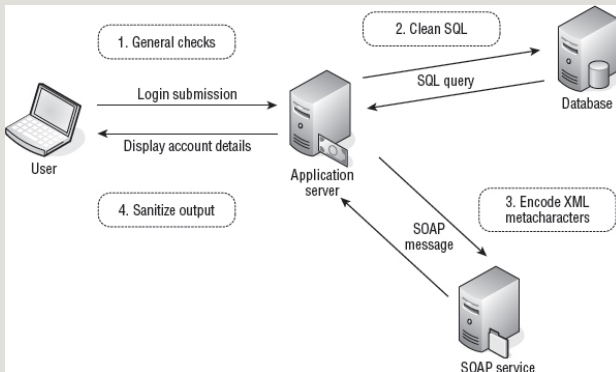 1. General checks
2. Clean SQL
Login submission
SQL query
Database
User
Display account details
Application
server
4. Sanitize output
3. Encode XML
metacharacters
SOAP
message
SOAP service